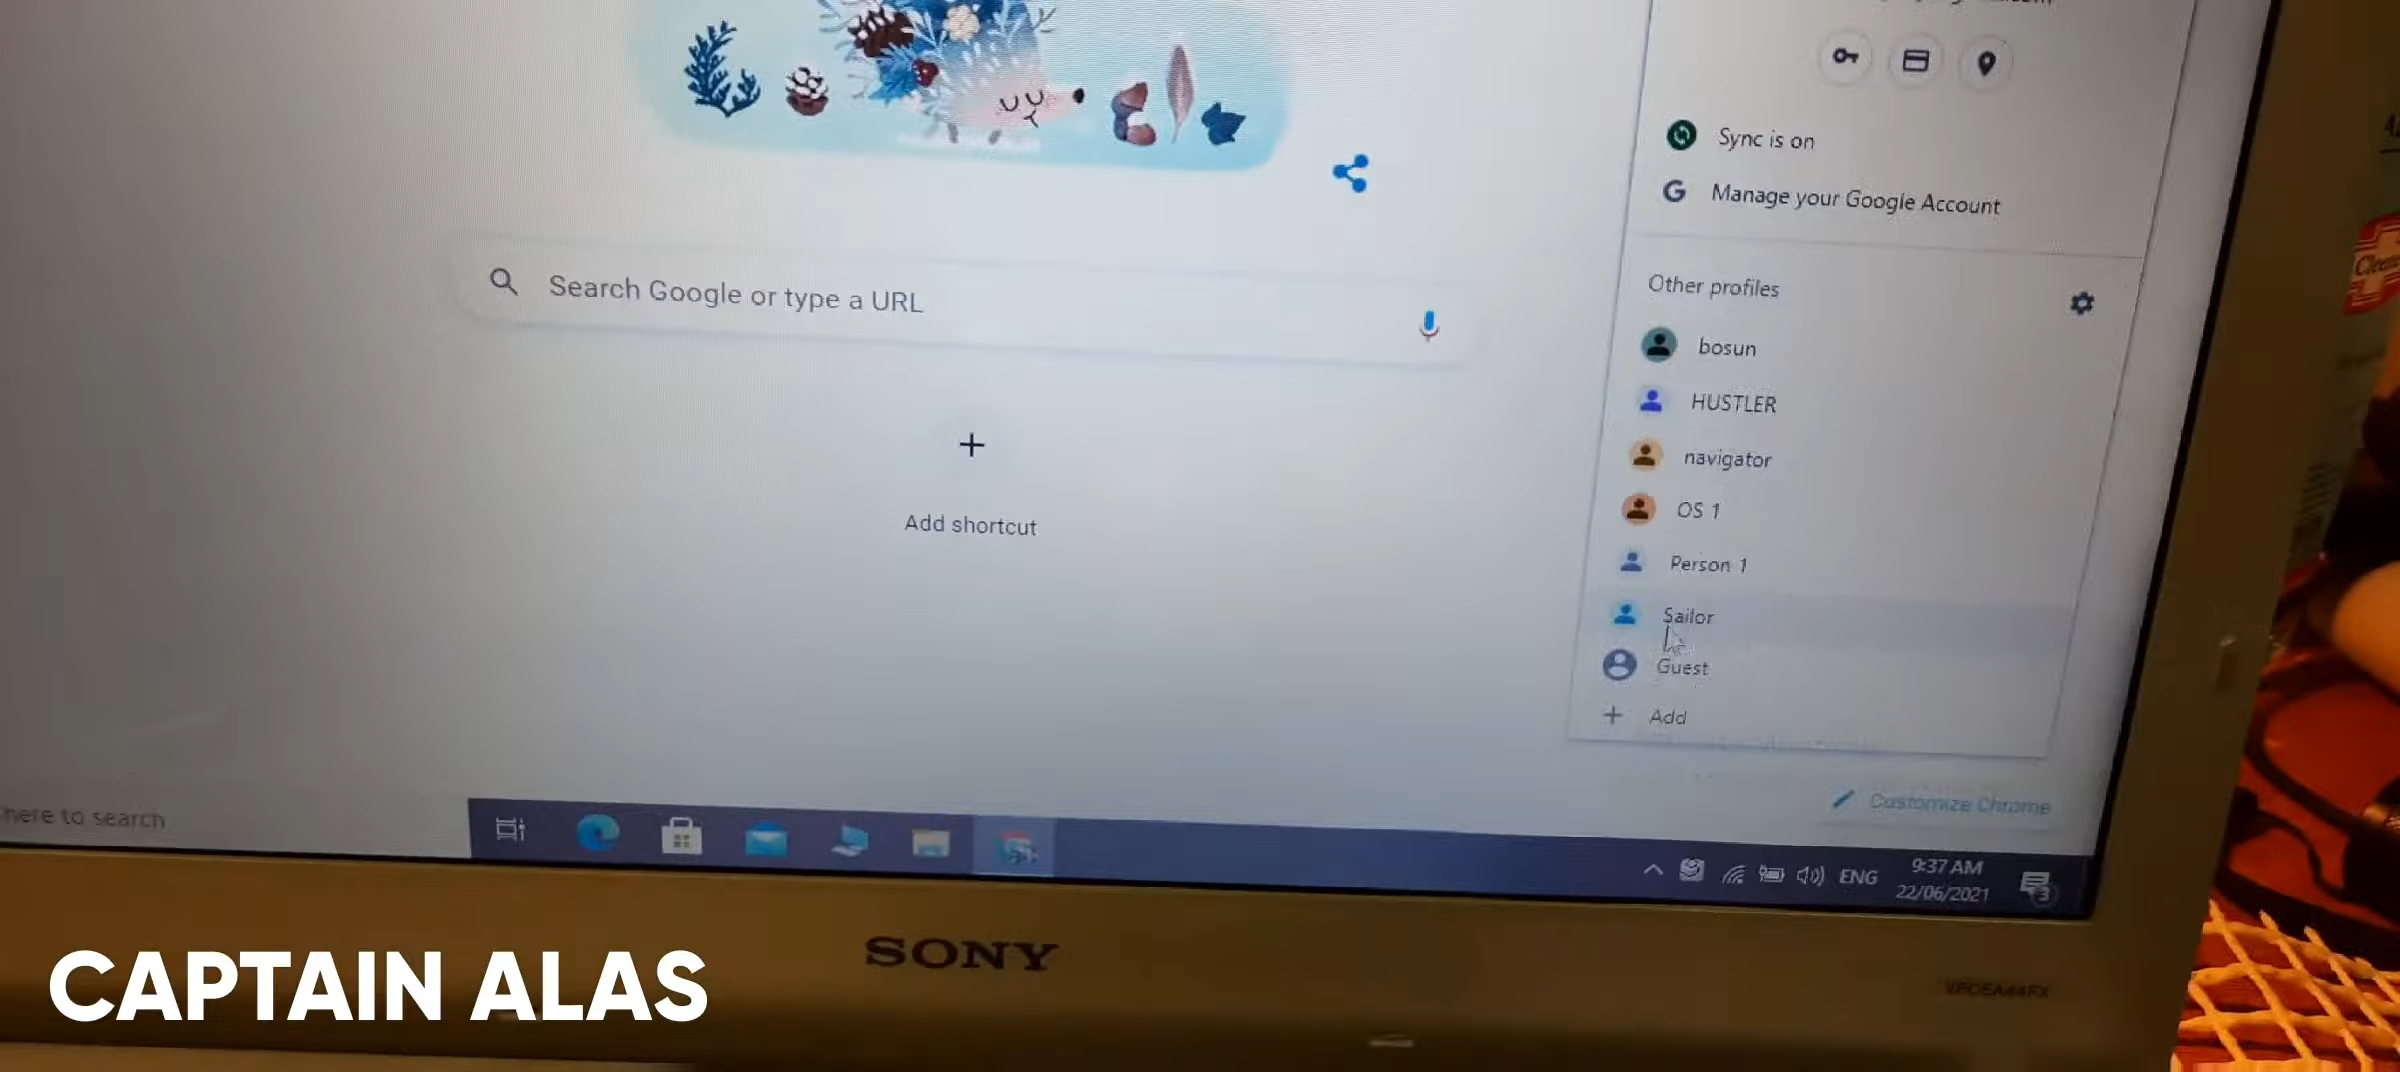 Sync is on
Manage your Google Account
Search Google or type a URL
Other profiles
bosun
HUSTLER
navigator
OS 1
Person 1
Sailor
Guest
Add
Add shortcut
Customize Chrome
here to search
ENG
9:37 AM
22/06/2021
3
SONY
CAPTAIN ALAS